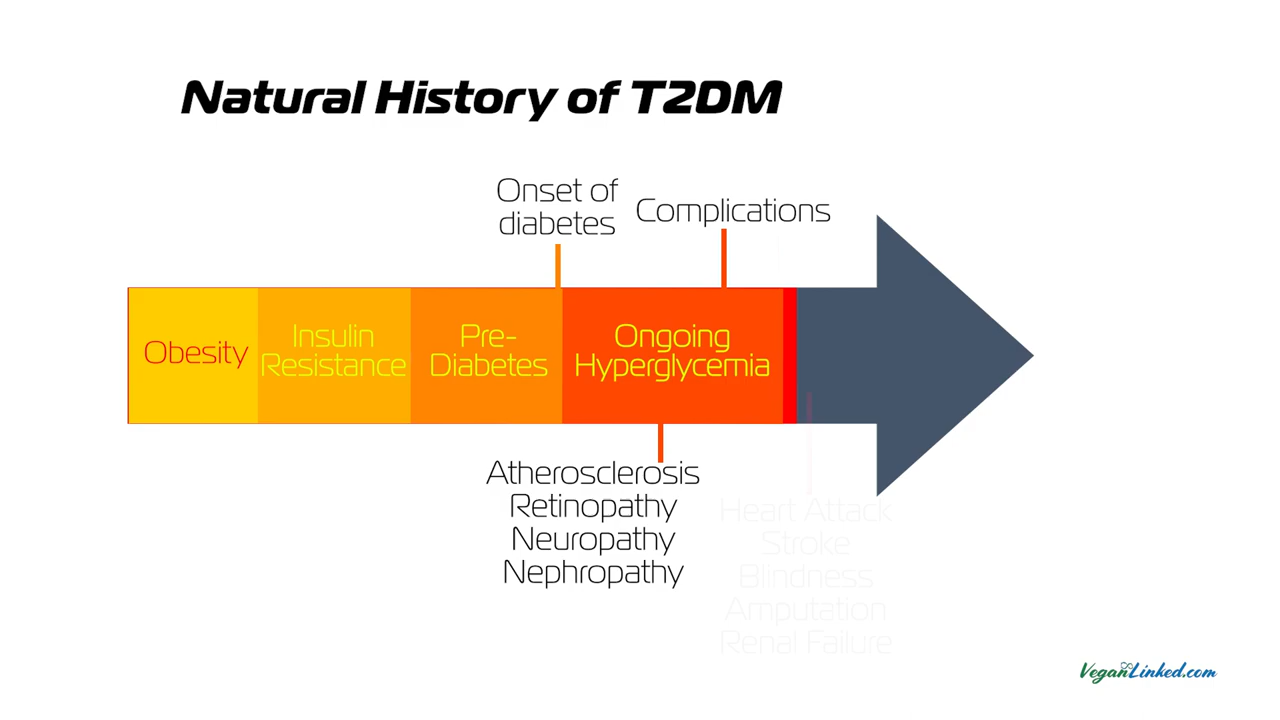 Natural History of T2DM
Onset of
diabetes
Complications
Obesity
Insulin
Resistance
Pre-
Diabetes
Ongoing
Hyperglycemia
Atherosclerosis
Retinopathy
Neuropathy
Nephropathy
Heart Attack
Stroke
Blindness
Amputation
Renal Failure
VeganLinked.com